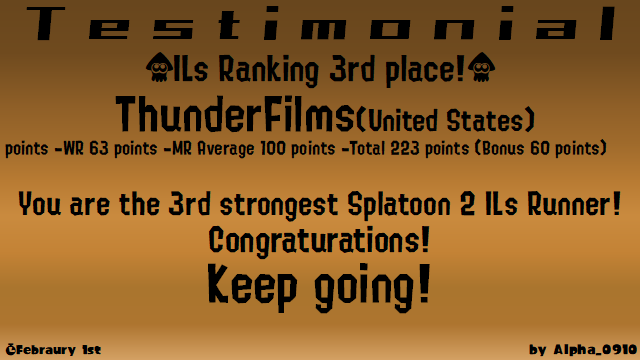 Testimonial
ILs Ranking 3rd place!
ThunderFilms(United States)
points -WR 63 points -MR Average 100 points -Total 223 points (Bonus 60 points)
You are the 3rd strongest Splatoon 2 ILs Runner!
Congraturations!
Keep going!
Febraury 1st
by Alpha_0910